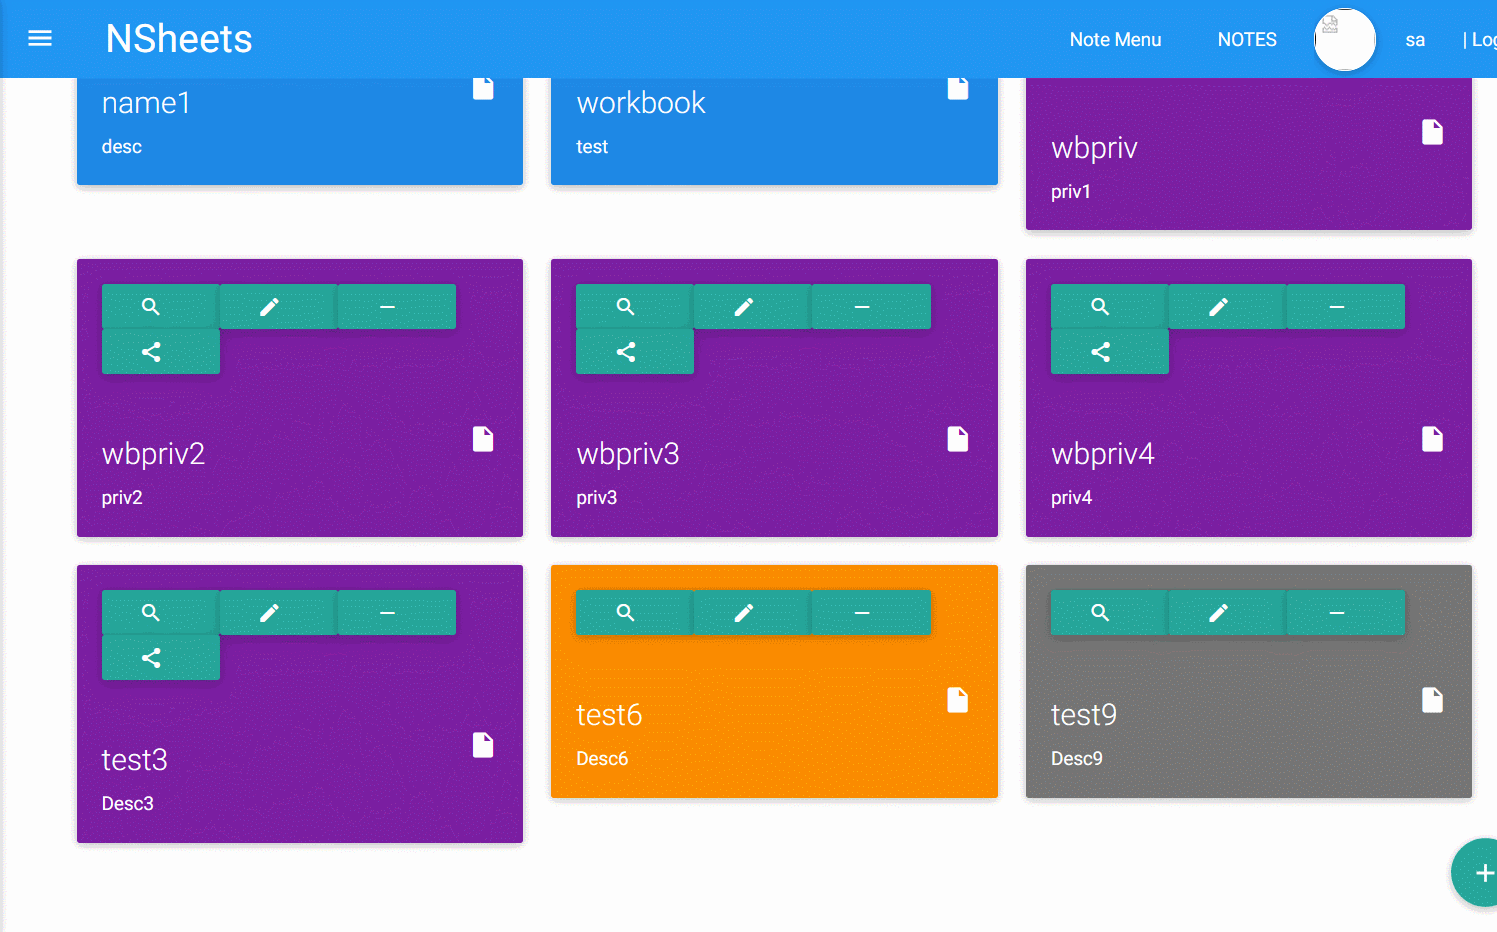 NSheets
Note Menu
NOTES
sa
| Log
name1
desc
workbook
test
wbpriv
priv1
wbpriv2
priv2
wbpriv3
priv3
wbpriv4
priv4
test3
Desc3
test6
Desc6
test9
Desc9